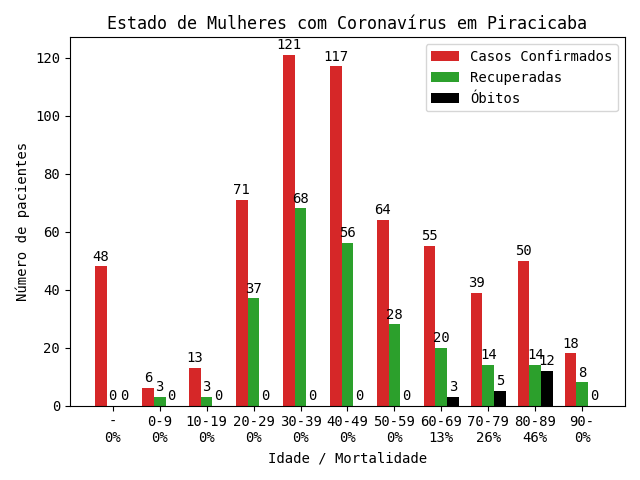 Estado de Mulheres com Coronavírus em Piracicaba
Casos Confirmados
Recuperadas
Óbitos
Número de pacientes
120
100
80
60
40
20
0
48 0 0
6 3 0
13 3 0
71 37 0
121 68 0
117 56 0
64 28 0
55 20 3
39 14 5
50 14 12
18 8 0
- 0-9 10-19 20-29 30-39 40-49 50-59 60-69 70-79 80-89 90-
0% 0% 0% 0% 0% 0% 0% 13% 26% 46% 0%
Idade / Mortalidade